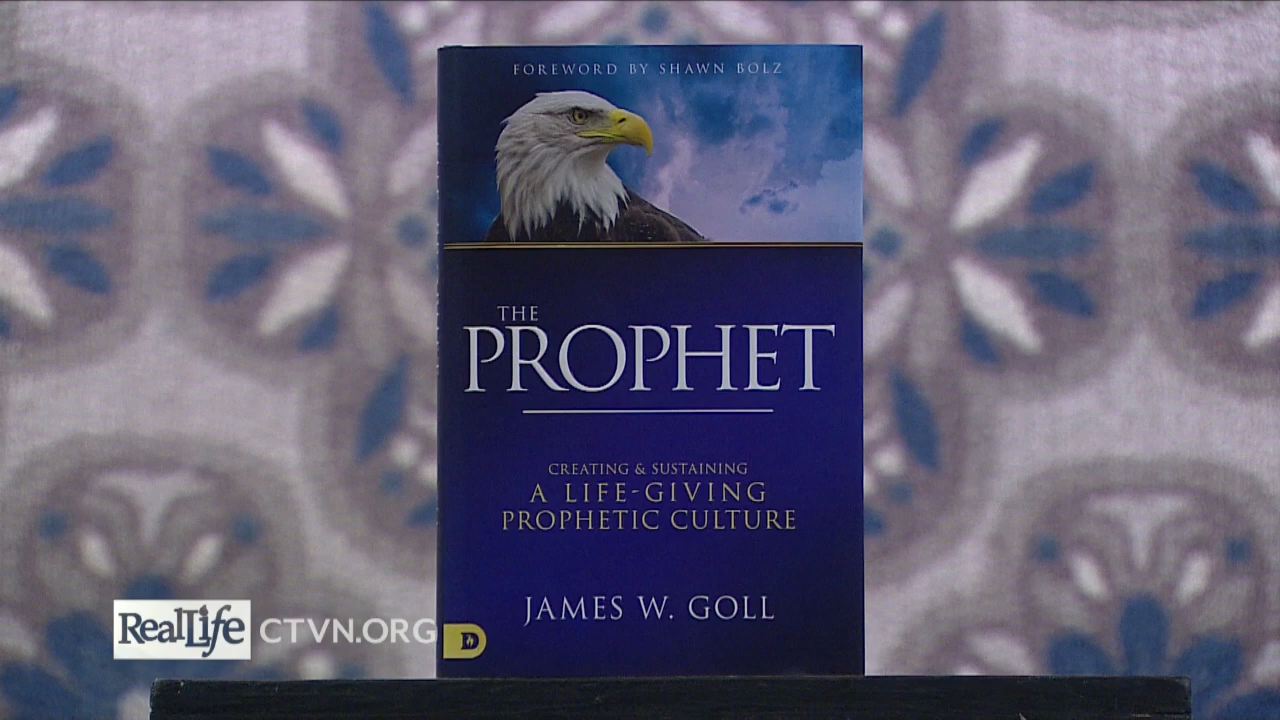 FOREWORD BY SHAWN BOLZ
THE
PROPHET
CREATING & SUSTAINING
A LIFE-GIVING
PROPHETIC CULTURE
JAMES W. GOLL
D
RealLife CTVN.ORG